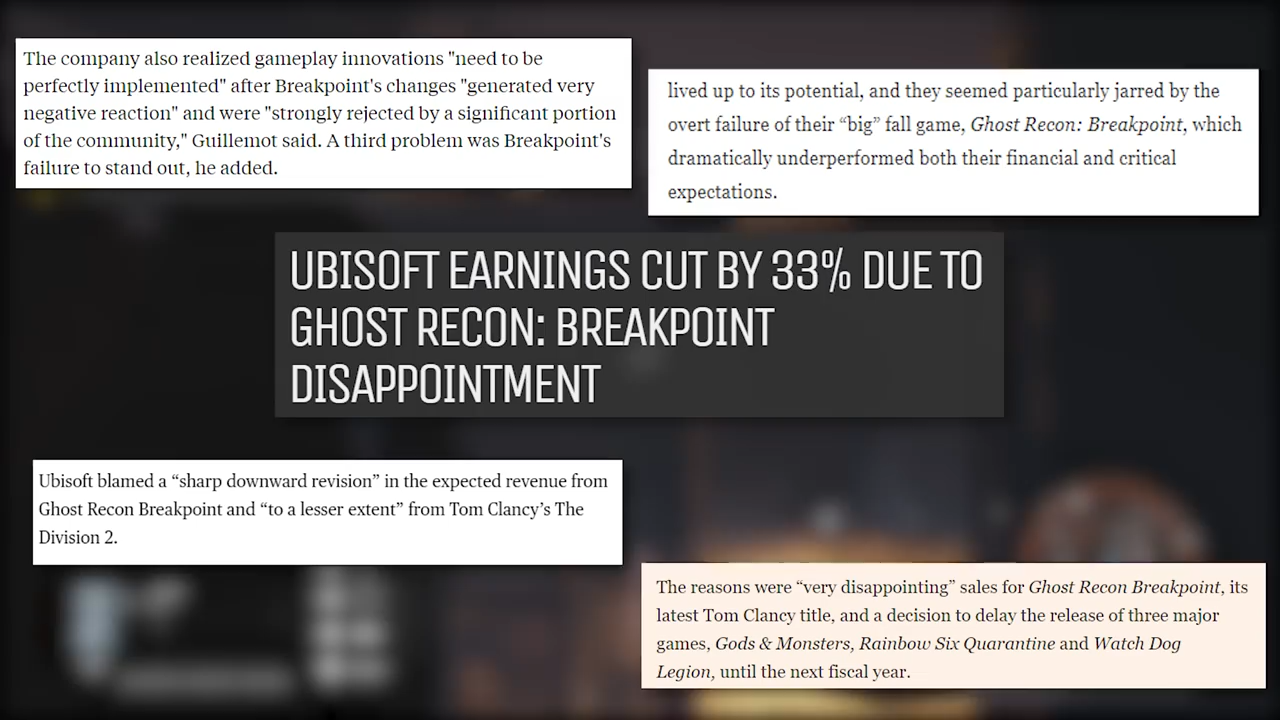 The company also realized gameplay innovations "need to be
perfectly implemented" after Breakpoint's changes "generated very
negative reaction" and were "strongly rejected by a significant portion
of the community," Guillemot said. A third problem was Breakpoint's
failure to stand out, he added.
lived up to its potential, and they seemed particularly jarred by the
overt failure of their “big” fall game, Ghost Recon: Breakpoint, which
dramatically underperformed both their financial and critical
expectations.
UBISOFT EARNINGS CUT BY 33% DUE TO
GHOST RECON: BREAKPOINT
DISAPPOINTMENT
Ubisoft blamed a “sharp downward revision” in the expected revenue from
Ghost Recon Breakpoint and “to a lesser extent” from Tom Clancy’s The
Division 2.
The reasons were “very disappointing” sales for Ghost Recon Breakpoint, its
latest Tom Clancy title, and a decision to delay the release of three major
games, Gods & Monsters, Rainbow Six Quarantine and Watch Dog
Legion, until the next fiscal year.